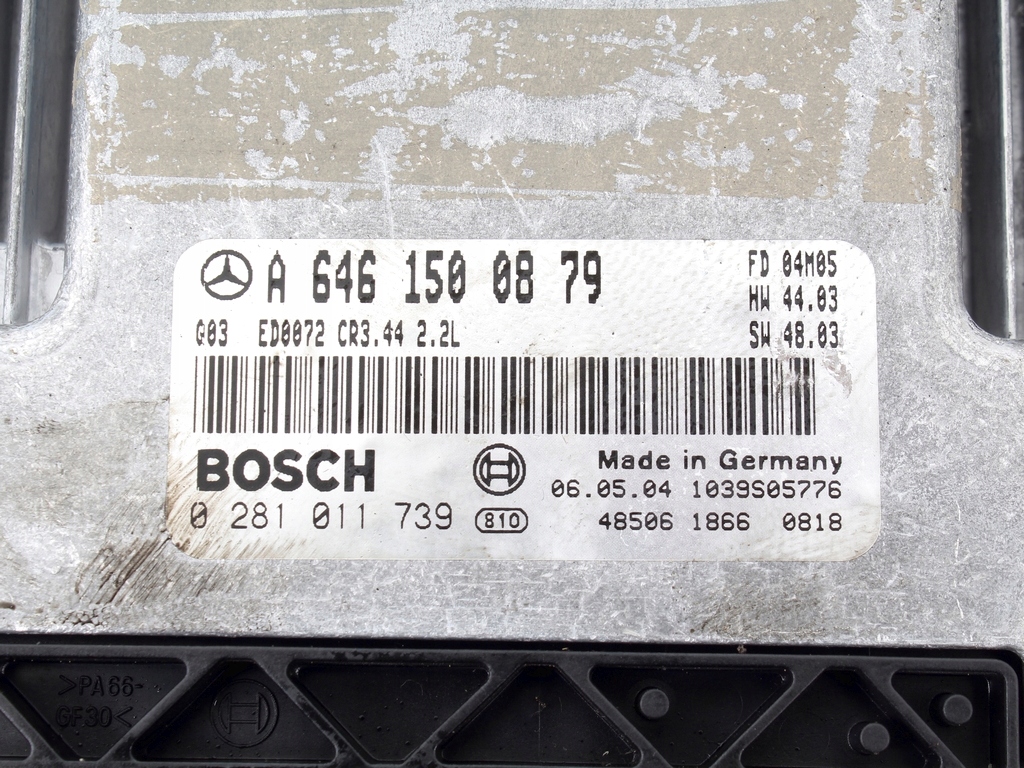 A 646 150 08 79
FD 04M05
HW 44.03
G03 ED0072 CR3.44 2.2L
SW 48.03
BOSCH
Made in Germany
06.05.04 1039S05776
0 281 011 739
810
48506 1866 0818
>PA66-
GF30<